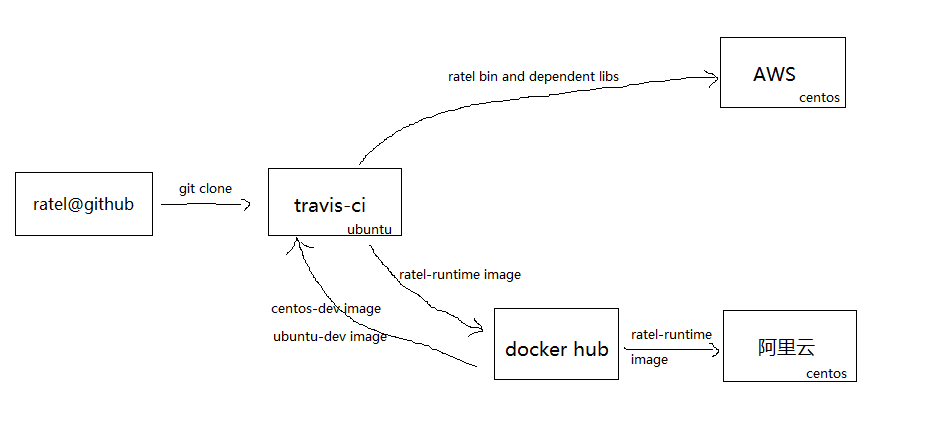 AWS
centos
ratel bin and dependent libs
ratel@github
git clone
travis-ci
ubuntu
ratel-runtime image
centos-dev image
ubuntu-dev image
docker hub
ratel-runtime
image
阿里云
centos